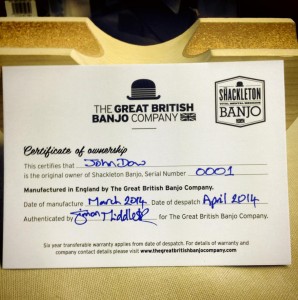 THE GREAT BRITISH
BANJO COMPANY
THE
SHACKLETON
BANJO
Certificate of ownership
This certifies that John Dow
is the original owner of Shackleton Banjo, Serial Number 0001
Manufactured in England by The Great British Banjo Company.
Date of manufacture March 2014 Date of despatch April 2014
Authenticated by Simon Middleton for The Great British Banjo Company.
Six year transferable warranty applies from date of despatch. For details of warranty and
company contact details please visit www.thegreatbritishbanjocompany.com